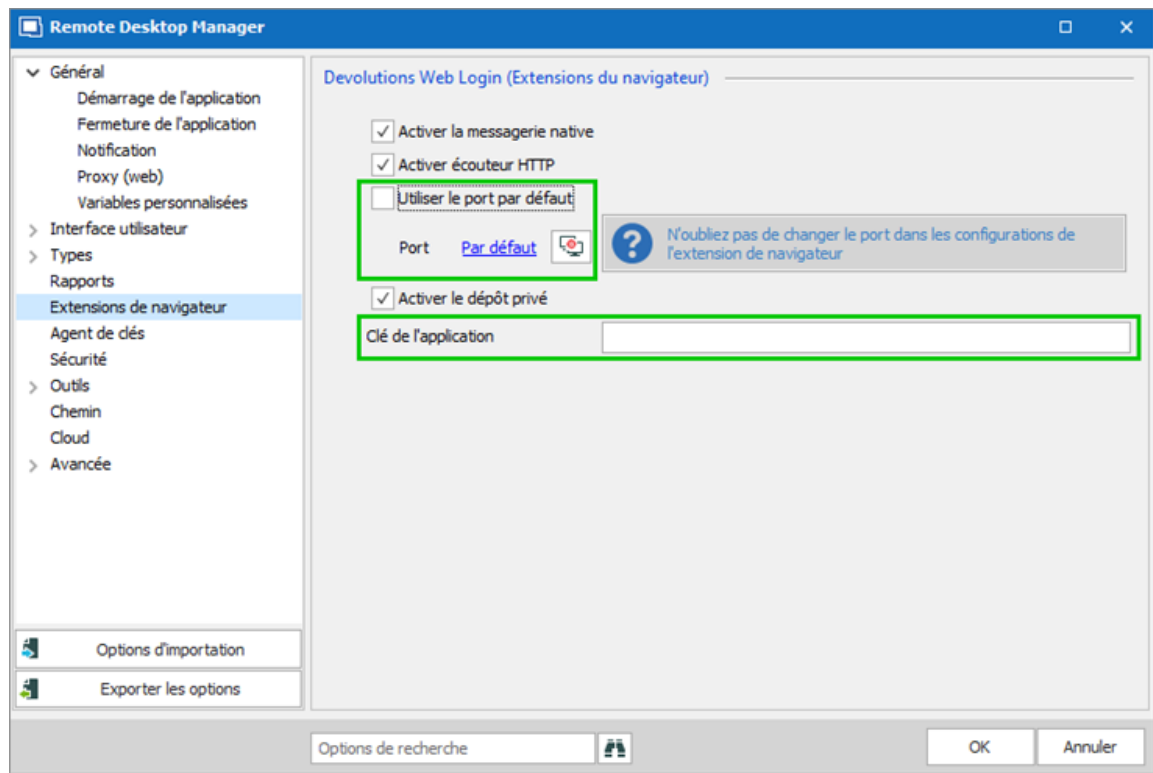 Remote Desktop Manager
Général
Démarrage de l'application
Fermeture de l'application
Notification
Proxy (web)
Variables personnalisées
Interface utilisateur
Types
Rapports
Extensions de navigateur
Agent de clés
Sécurité
Outils
Chemin
Cloud
Avancée
Options d'importation
Exporter les options
Devolutions Web Login (Extensions du navigateur)
Activer la messagerie native
Activer écouteur HTTP
Utiliser le port par défaut
Port Par défaut
N'oubliez pas de changer le port dans les configurations de
l'extension de navigateur
Activer le dépôt privé
Clé de l'application
Options de recherche
OK
Annuler